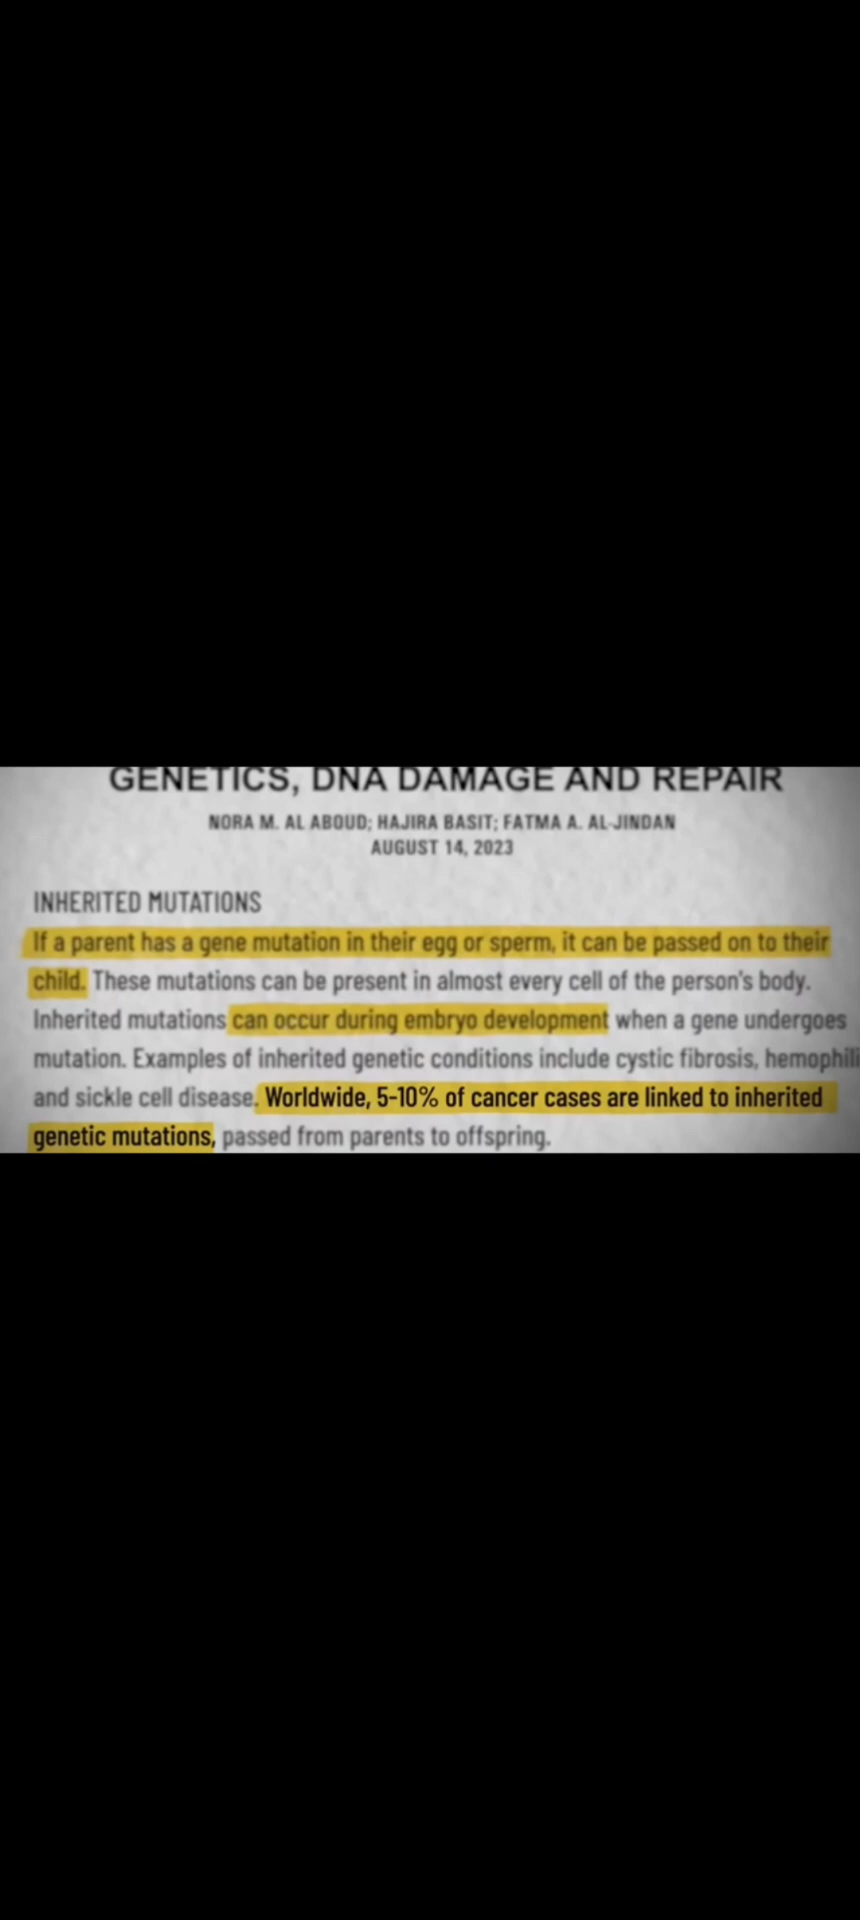 GENETICS, DNA DAMAGE AND REPAIR
NORA M. AL ABOUD; HAJIRA BASIT; FATMA A. AL-JINDAN
AUGUST 14, 2023
INHERITED MUTATIONS
If a parent has a gene mutation in their egg or sperm, it can be passed on to their
child. These mutations can be present in almost every cell of the person's body.
Inherited mutations can occur during embryo development when a gene undergoes
mutation. Examples of inherited genetic conditions include cystic fibrosis, hemophili
and sickle cell disease. Worldwide, 5-10% of cancer cases are linked to inherited
genetic mutations, passed from parents to offspring.